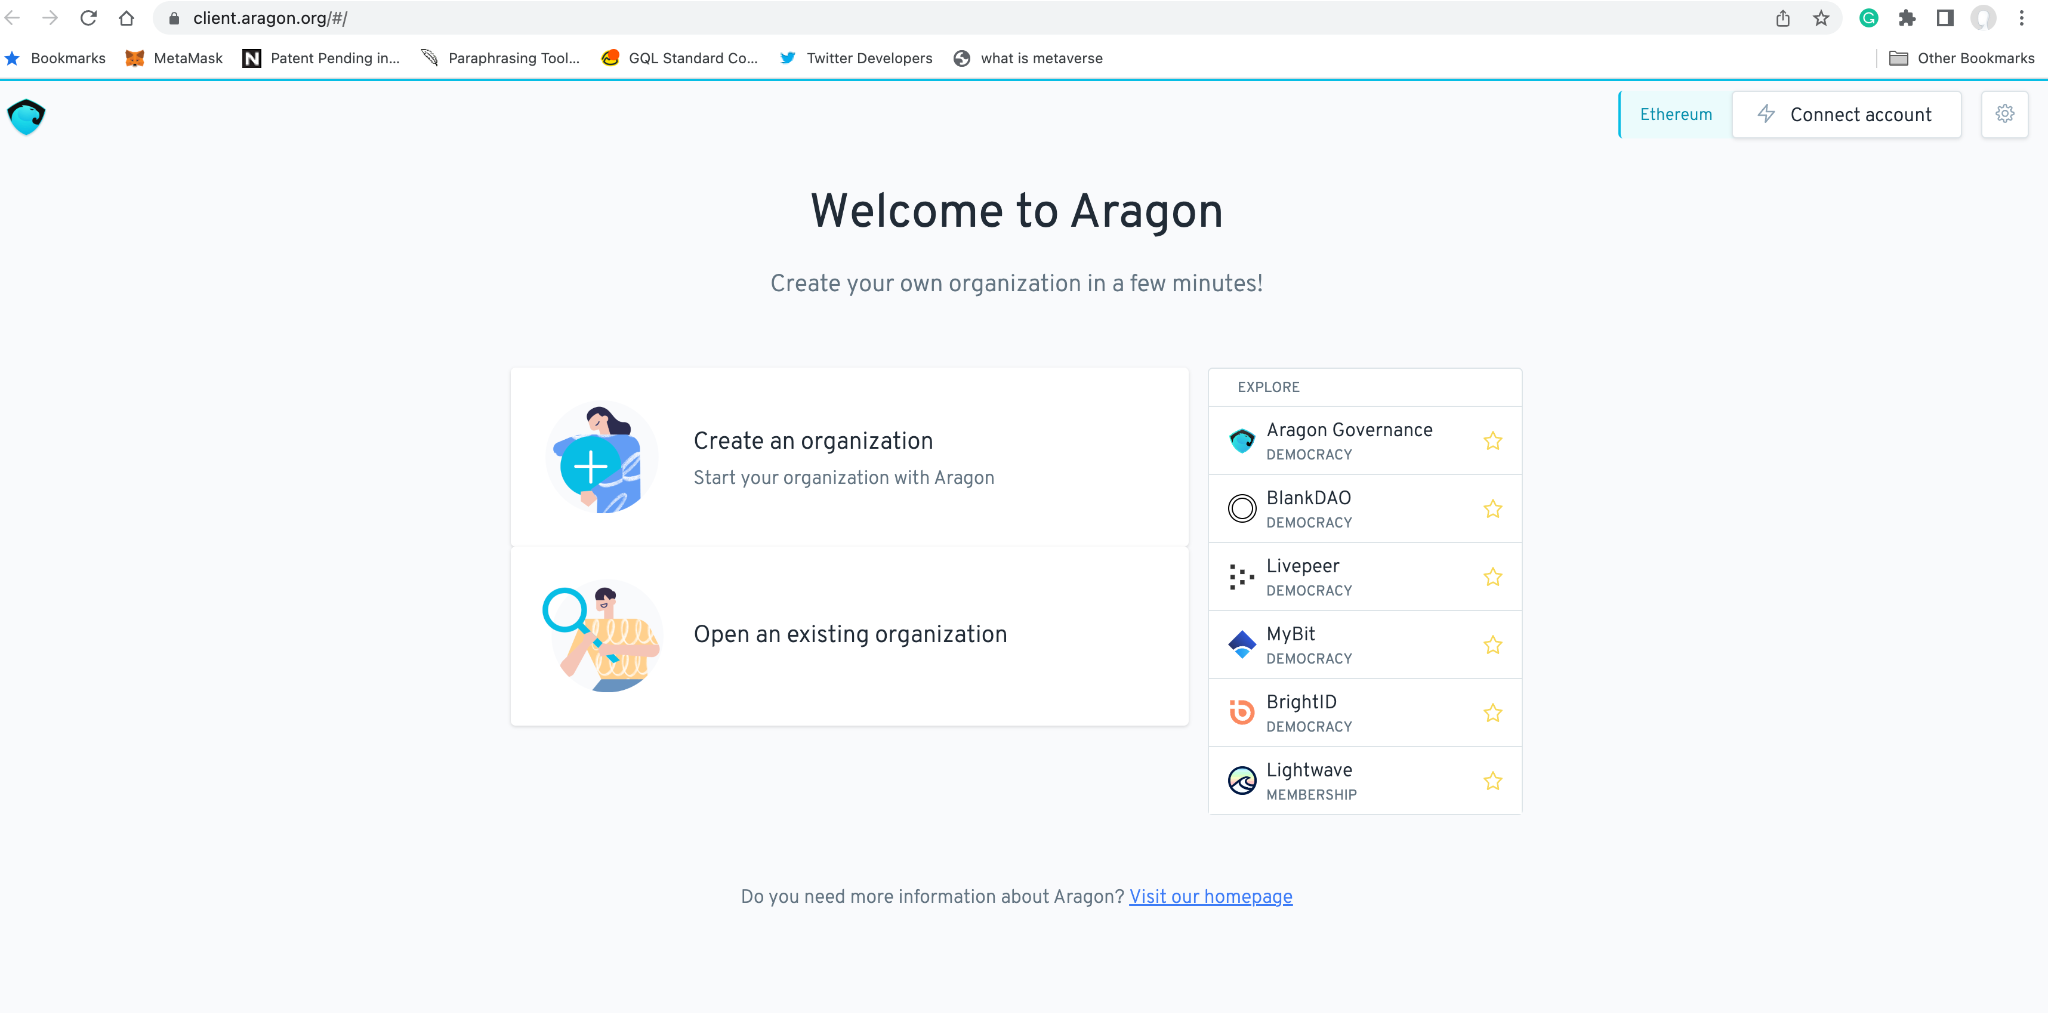 client.aragon.org/#/
Bookmarks MetaMask Patent Pending in... Paraphrasing Tool... GQL Standard Co... Twitter Developers what is metaverse Other Bookmarks
Ethereum Connect account
Welcome to Aragon
Create your own organization in a few minutes!
Create an organization
Start your organization with Aragon
Open an existing organization
EXPLORE
Aragon Governance
DEMOCRACY
BlankDAO
DEMOCRACY
Livepeer
DEMOCRACY
MyBit
DEMOCRACY
BrightID
DEMOCRACY
Lightwave
MEMBERSHIP
Do you need more information about Aragon? Visit our homepage